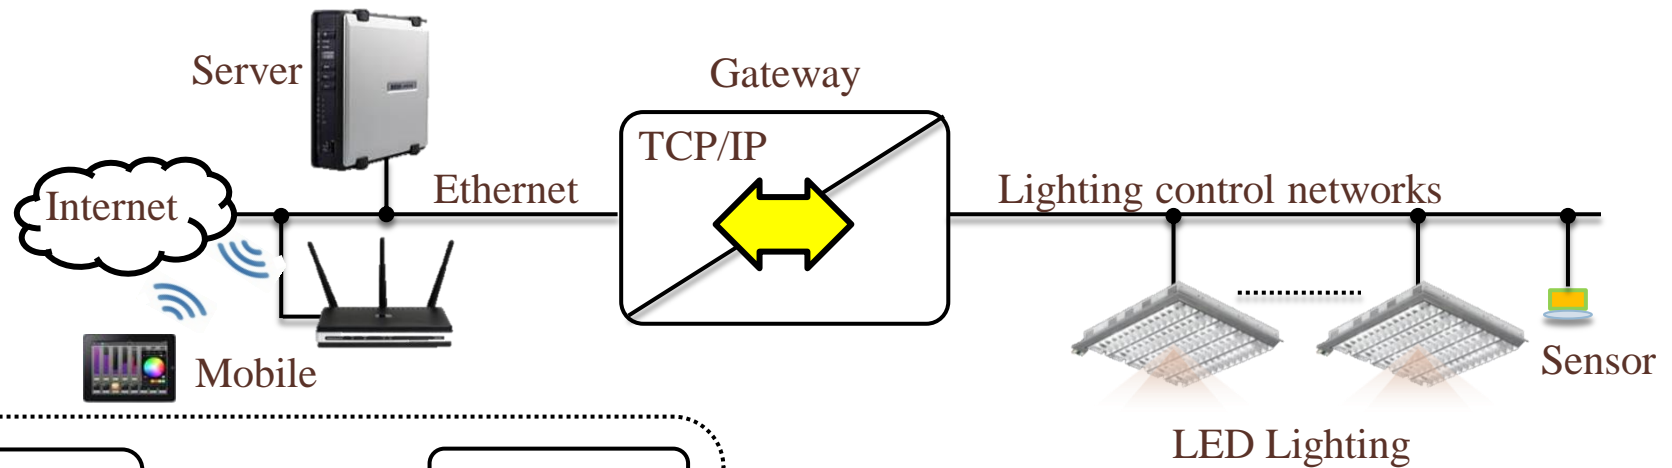 Server
Gateway
TCP/IP
Internet
Ethernet
Lighting control networks
Mobile
Sensor
LED Lighting